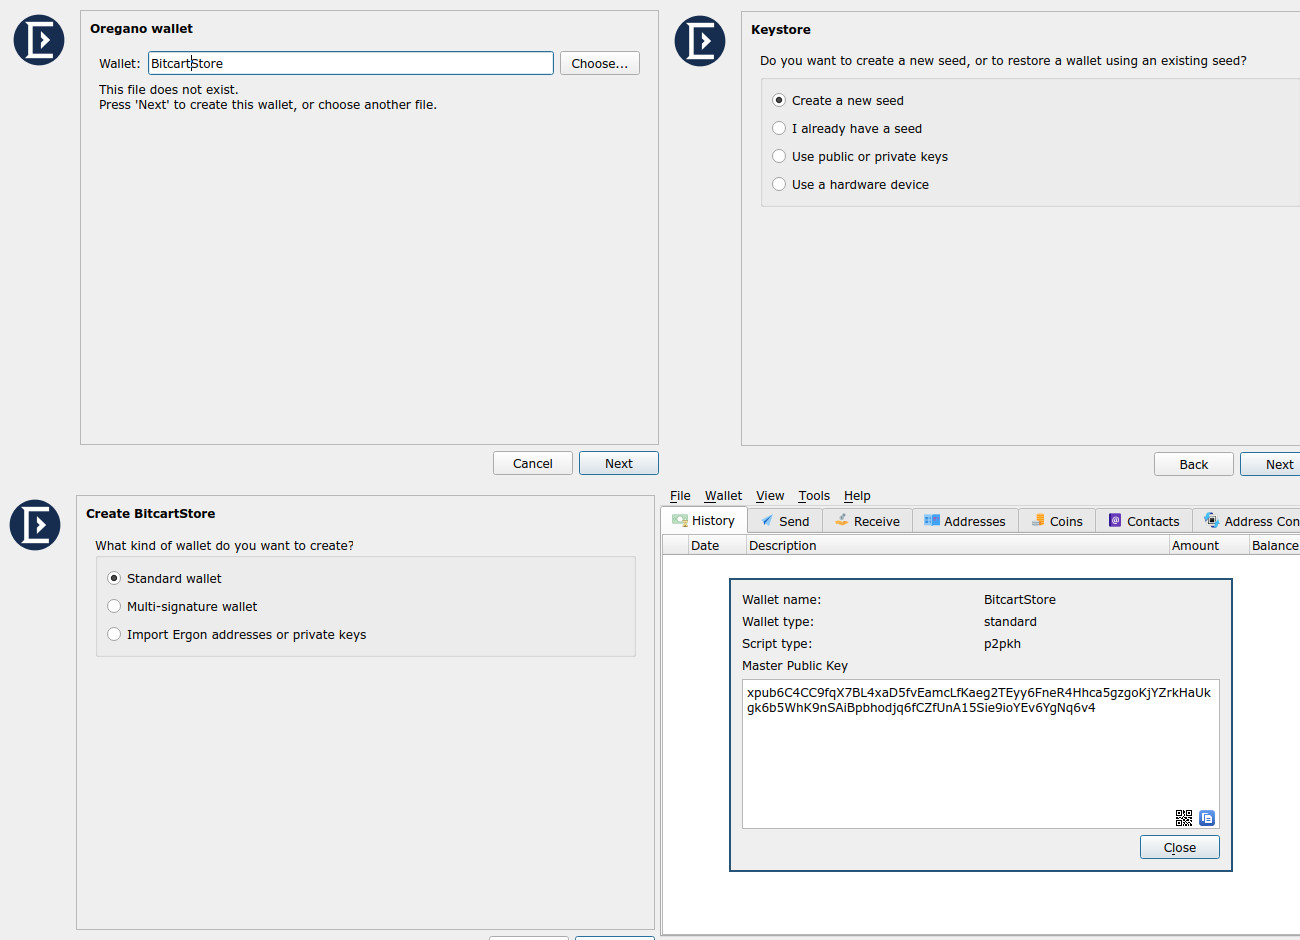 Oregano wallet
Wallet: BitcartStore Choose...
This file does not exist.
Press 'Next' to create this wallet, or choose another file.
Cancel Next
Keystore
Do you want to create a new seed, or to restore a wallet using an existing seed?
Create a new seed
I already have a seed
Use public or private keys
Use a hardware device
Back Next
Create BitcartStore
What kind of wallet do you want to create?
Standard wallet
Multi-signature wallet
Import Ergon addresses or private keys
File Wallet View Tools Help
History Send Receive Addresses Coins Contacts Address Con
Date Description Amount Balance
Wallet name: BitcartStore
Wallet type: standard
Script type: p2pkh
Master Public Key
xpub6C4CC9fqX7BL4xaD5fvEamcLfKaeg2TEyy6FneR4Hhca5gzgoKjYZrkHaUk
gk6b5WhK9nSAiBpbhodjq6fCZfUnA15Sie9ioYEv6YgNq6v4
Close